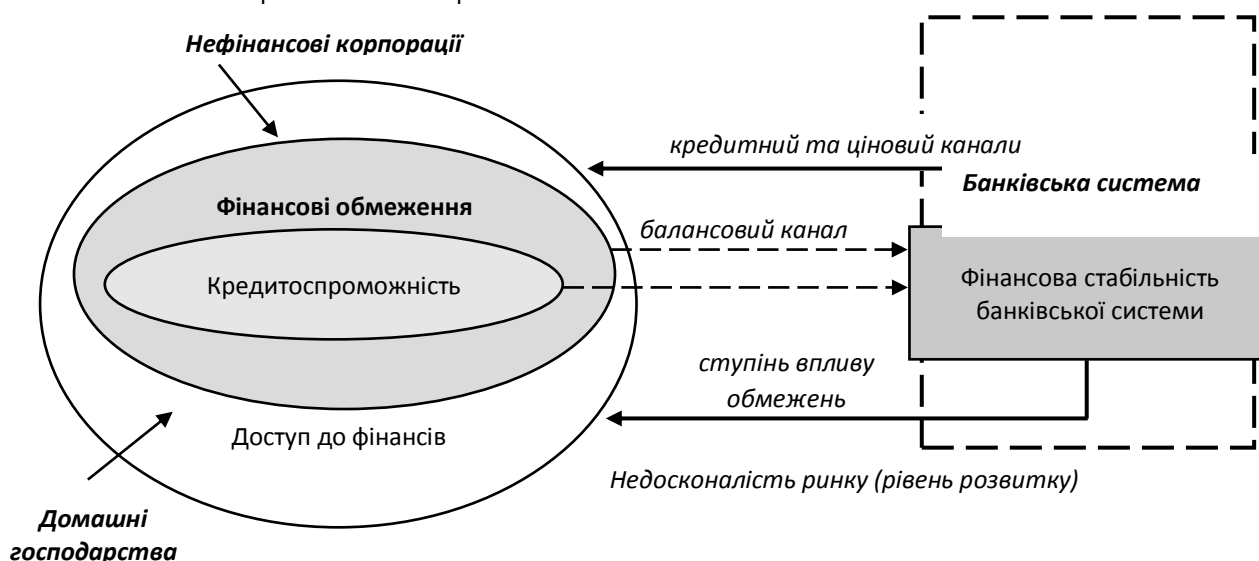 Нефінансові корпорації
кредитний та ціновий канали
Банківська система
Фінансові обмеження
балансовий канал
Кредитоспроможність
Фінансова стабільність
банківської системи
ступінь впливу
обмежень
Доступ до фінансів
Недосконалість ринку (рівень розвитку)
Домашні
господарства